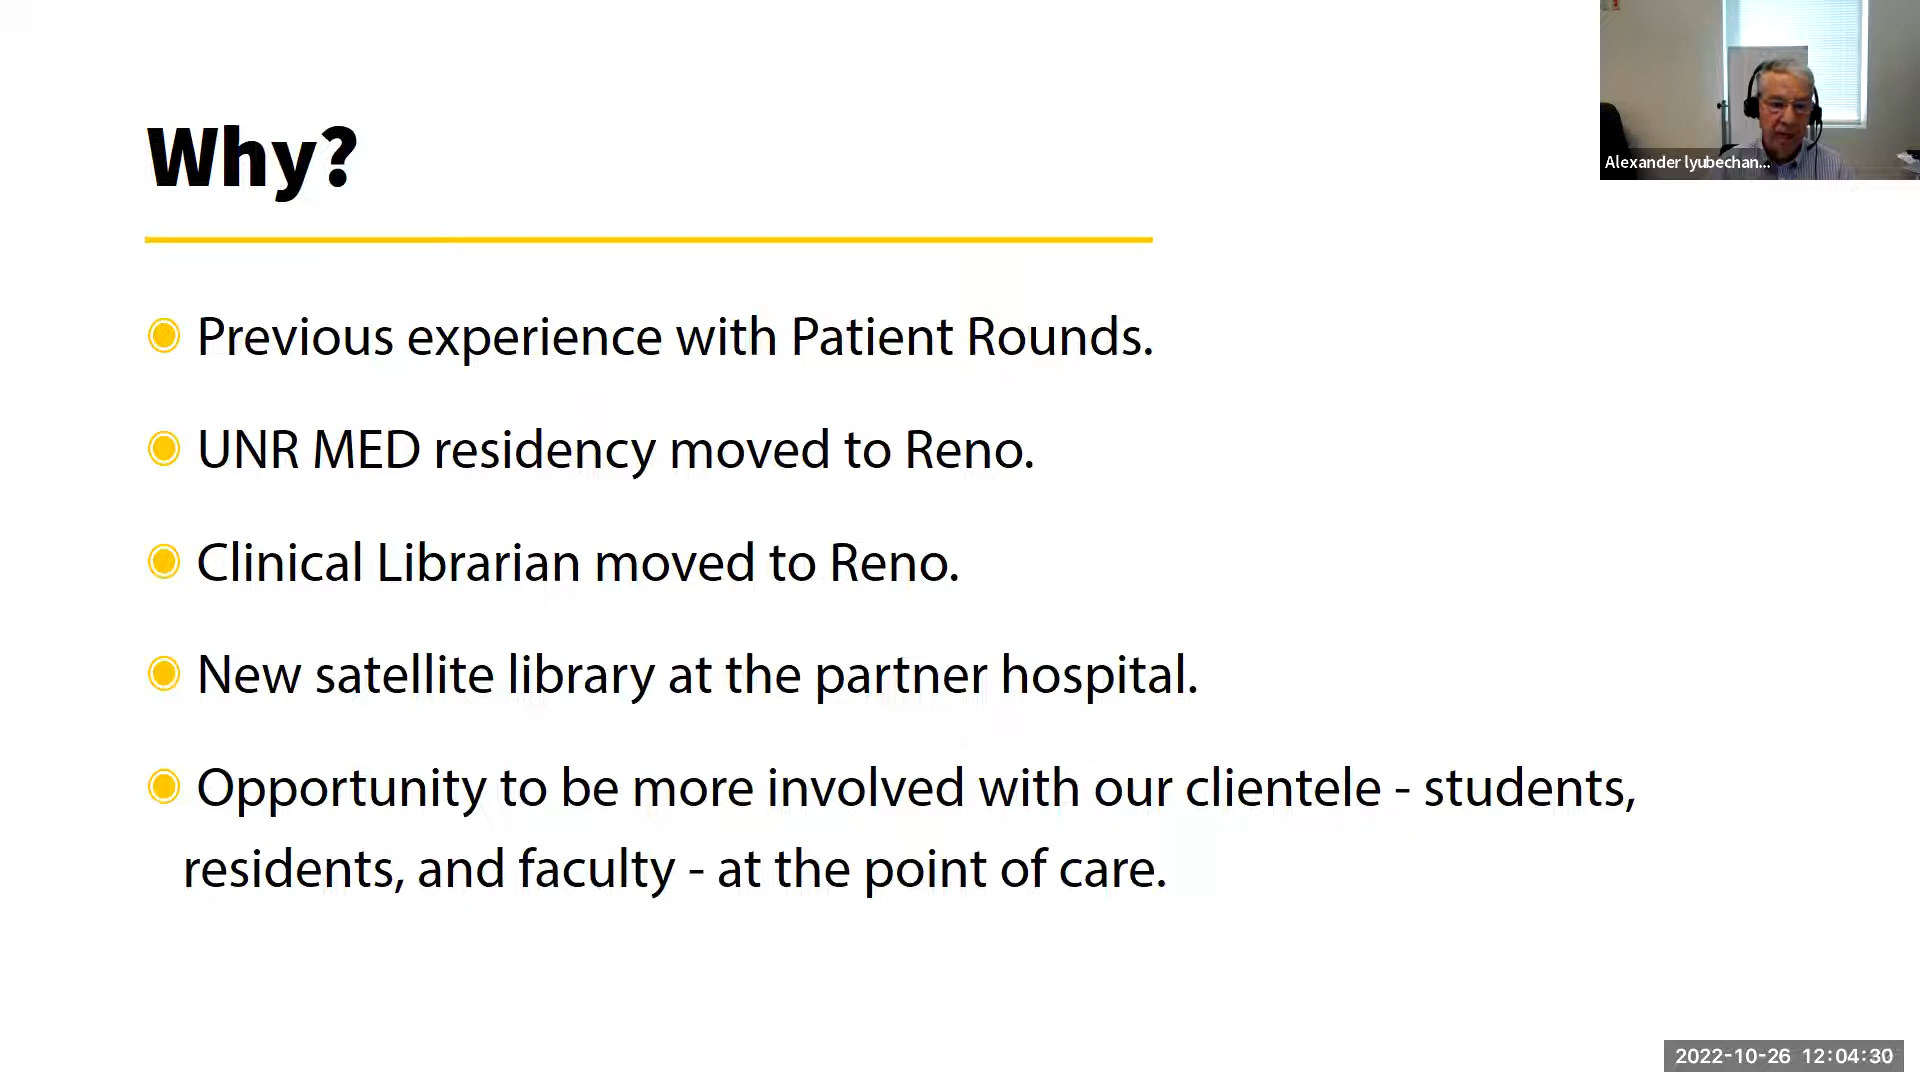 Why?
Alexander lyubechan...
Previous experience with Patient Rounds.
UNR MED residency moved to Reno.
Clinical Librarian moved to Reno.
New satellite library at the partner hospital.
Opportunity to be more involved with our clientele - students,
residents, and faculty - at the point of care.
2022-10-26 12:04:30